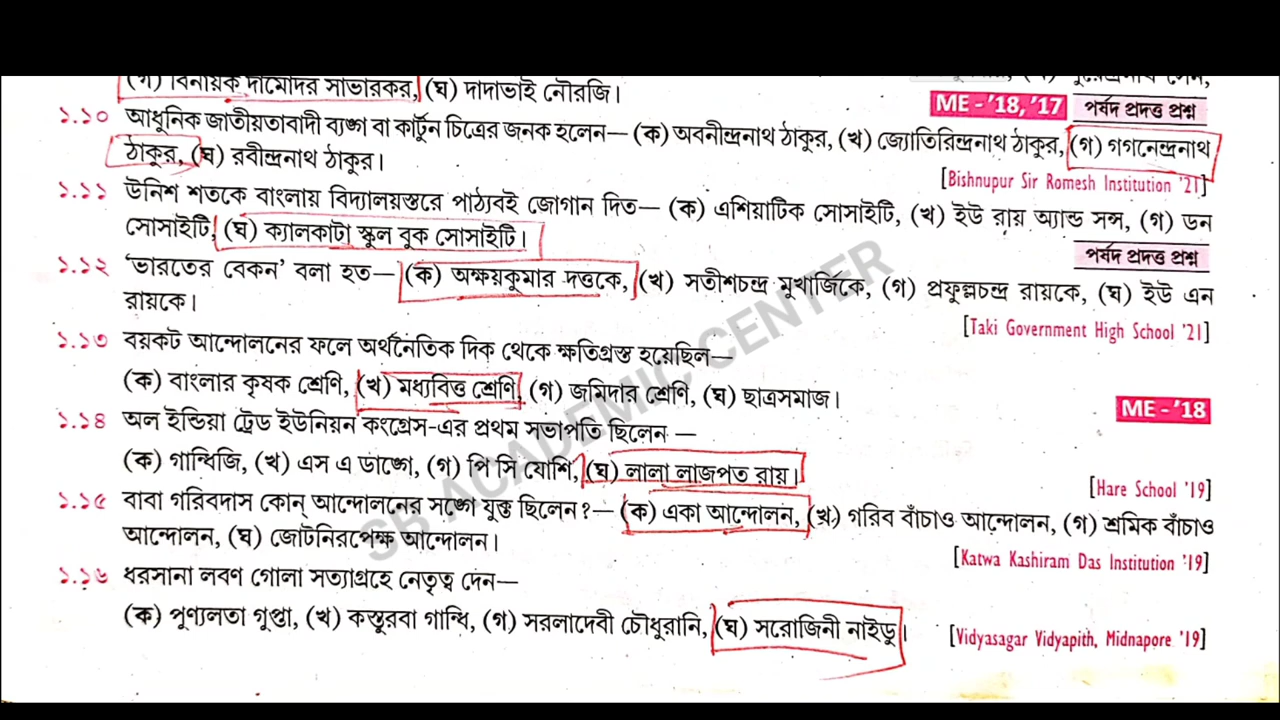 (গ) বিনায়ক দামোদর সাভারকর, (ঘ) দাদাভাই নৌরজি।
ME - '18, '17 পর্ষদ প্রদত্ত প্রশ্ন
১.১০ আধুনিক জাতীয়তাবাদী ব্যঙ্গ বা কার্টুন চিত্রের জনক হলেন— (ক) অবনীন্দ্রনাথ ঠাকুর, (খ) জ্যোতিরিন্দ্রনাথ ঠাকুর, (গ) গগনেন্দ্রনাথ
ঠাকুর, (ঘ) রবীন্দ্রনাথ ঠাকুর।
[Bishnupur Sir Romesh Institution '21]
১.১১ উনিশ শতকে বাংলায় বিদ্যালয়স্তরে পাঠ্যবই জোগান দিত— (ক) এশিয়াটিক সোসাইটি, (খ) ইউ রায় অ্যান্ড সন্স, (গ) ডন
সোসাইটি, (ঘ) ক্যালকাটা স্কুল বুক সোসাইটি।
পর্ষদ প্রদত্ত প্রশ্ন
১.১২ 'ভারতের বেকন' বলা হত— (ক) অক্ষয়কুমার দত্তকে, (খ) সতীশচন্দ্র মুখার্জিকে, (গ) প্রফুল্লচন্দ্র রায়কে, (ঘ) ইউ এন
রায়কে।
[Taki Government High School '21]
১.১৩ বয়কট আন্দোলনের ফলে অর্থনৈতিক দিক থেকে ক্ষতিগ্রস্ত হয়েছিল—
(ক) বাংলার কৃষক শ্রেণি, (খ) মধ্যবিত্ত শ্রেণি, (গ) জমিদার শ্রেণি, (ঘ) ছাত্রসমাজ।
ME - '18
১.১৪ অল ইন্ডিয়া ট্রেড ইউনিয়ন কংগ্রেস-এর প্রথম সভাপতি ছিলেন —
(ক) গান্ধিজি, (খ) এস এ ডাঙ্গে, (গ) পি সি যোশি, (ঘ) লালা লাজপত রায়।
[Hare School '19]
১.১৫ বাবা গরিবদাস কোন্ আন্দোলনের সঙ্গে যুক্ত ছিলেন?— (ক) একা আন্দোলন, (খ) গরিব বাঁচাও আন্দোলন, (গ) শ্রমিক বাঁচাও
আন্দোলন, (ঘ) জোটনিরপেক্ষ আন্দোলন।
[Katwa Kashiram Das Institution '19]
১.১৬ ধরসানা লবণ গোলা সত্যাগ্রহে নেতৃত্ব দেন—
(ক) পুণ্যলতা গুপ্তা, (খ) কস্তুরবা গান্ধি, (গ) সরলাদেবী চৌধুরানি, (ঘ) সরোজিনী নাইডু।
[Vidyasagar Vidyapith, Midnapore '19]
SB ACADEMIC CENTER